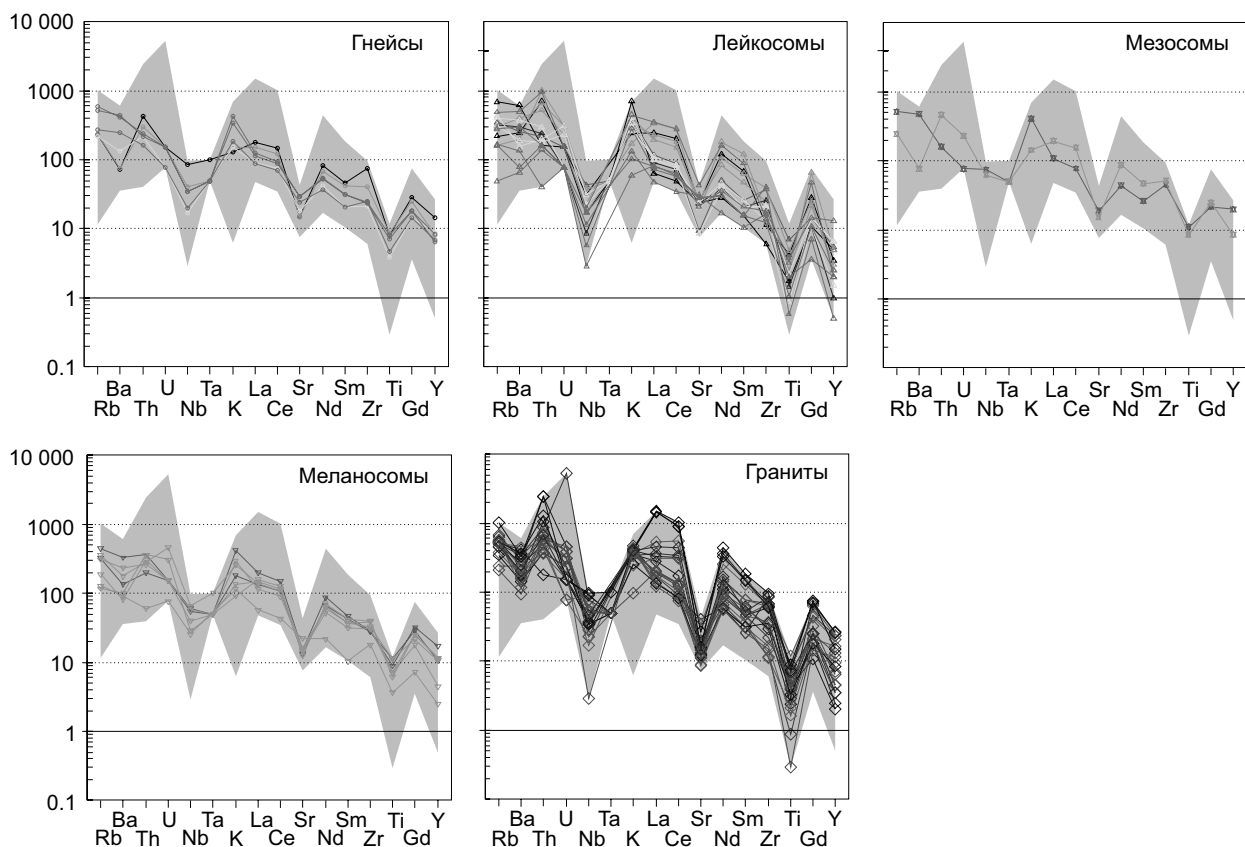 10 000
1000
100
10
1
0.1
Гнейсы
Лейкосомы
Мезосомы
Ba U Ta La Sr Sm Ti Y
Rb Th Nb K Ce Nd Zr Gd
Ba U Ta La Sr Sm Ti Y
Rb Th Nb K Ce Nd Zr Gd
Ba U Ta La Sr Sm Ti Y
Rb Th Nb K Ce Nd Zr Gd
10 000
1000
100
10
1
0.1
Меланосомы
Граниты
Ba U Ta La Sr Sm Ti Y
Rb Th Nb K Ce Nd Zr Gd
Ba U Ta La Sr Sm Ti Y
Rb Th Nb K Ce Nd Zr Gd